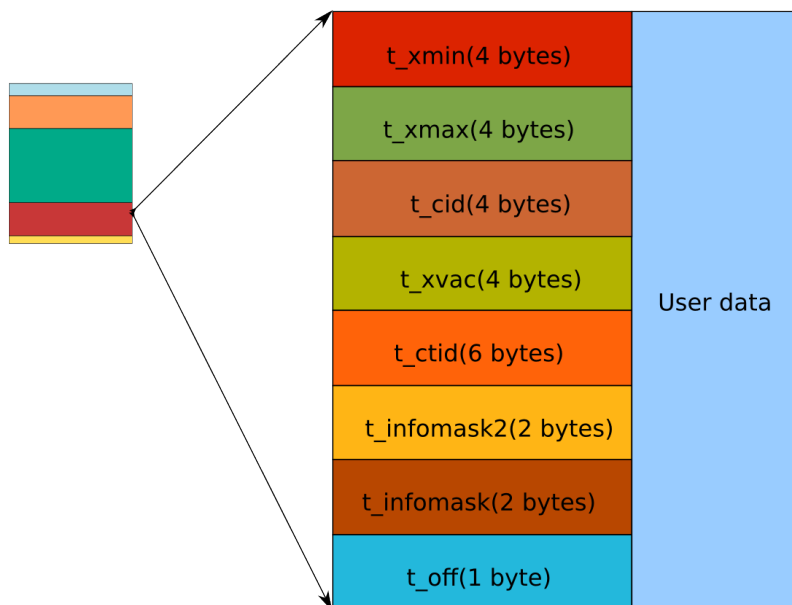 t_xmin(4 bytes)
t_xmax(4 bytes)
t_cid(4 bytes)
t_xvac(4 bytes)
t_ctid(6 bytes)
t_infomask2(2 bytes)
t_infomask(2 bytes)
t_off(1 byte)
User data